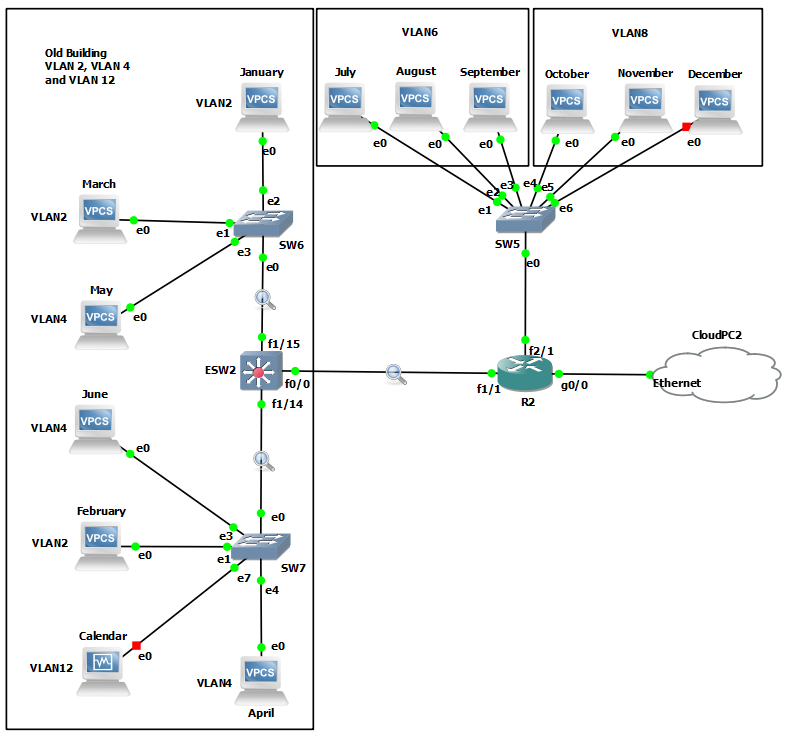 Old Building
VLAN 2, VLAN 4
and VLAN 12
January
VLAN2
VPCS
e0
e2
March
VLAN2
VPCS
e0
e1
SW6
e3
e0
May
VLAN4
VPCS
e0
f1/15
ESW2
f0/0
f1/14
June
VLAN4
VPCS
e0
e0
February
VLAN2
VPCS
e0
e3
e1
SW7
e7
e4
Calendar
VLAN12
e0
e0
VLAN4
VPCS
April
VLAN6
July
August
September
VPCS
VPCS
VPCS
e0
e0
e0
VLAN8
October
November
December
VPCS
VPCS
VPCS
e0
e0
e0
e1
e2
e3
e4
e5
e6
SW5
e0
f2/1
f1/1
g0/0
R2
CloudPC2
Ethernet